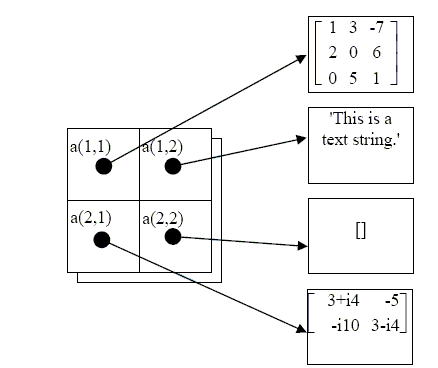 1 3 -7
2 0 6
0 5 1
'This is a
text string.'
a(1,1) a(1,2)
a(2,1) a(2,2)
[]
3+i4 -5
-i10 3-i4